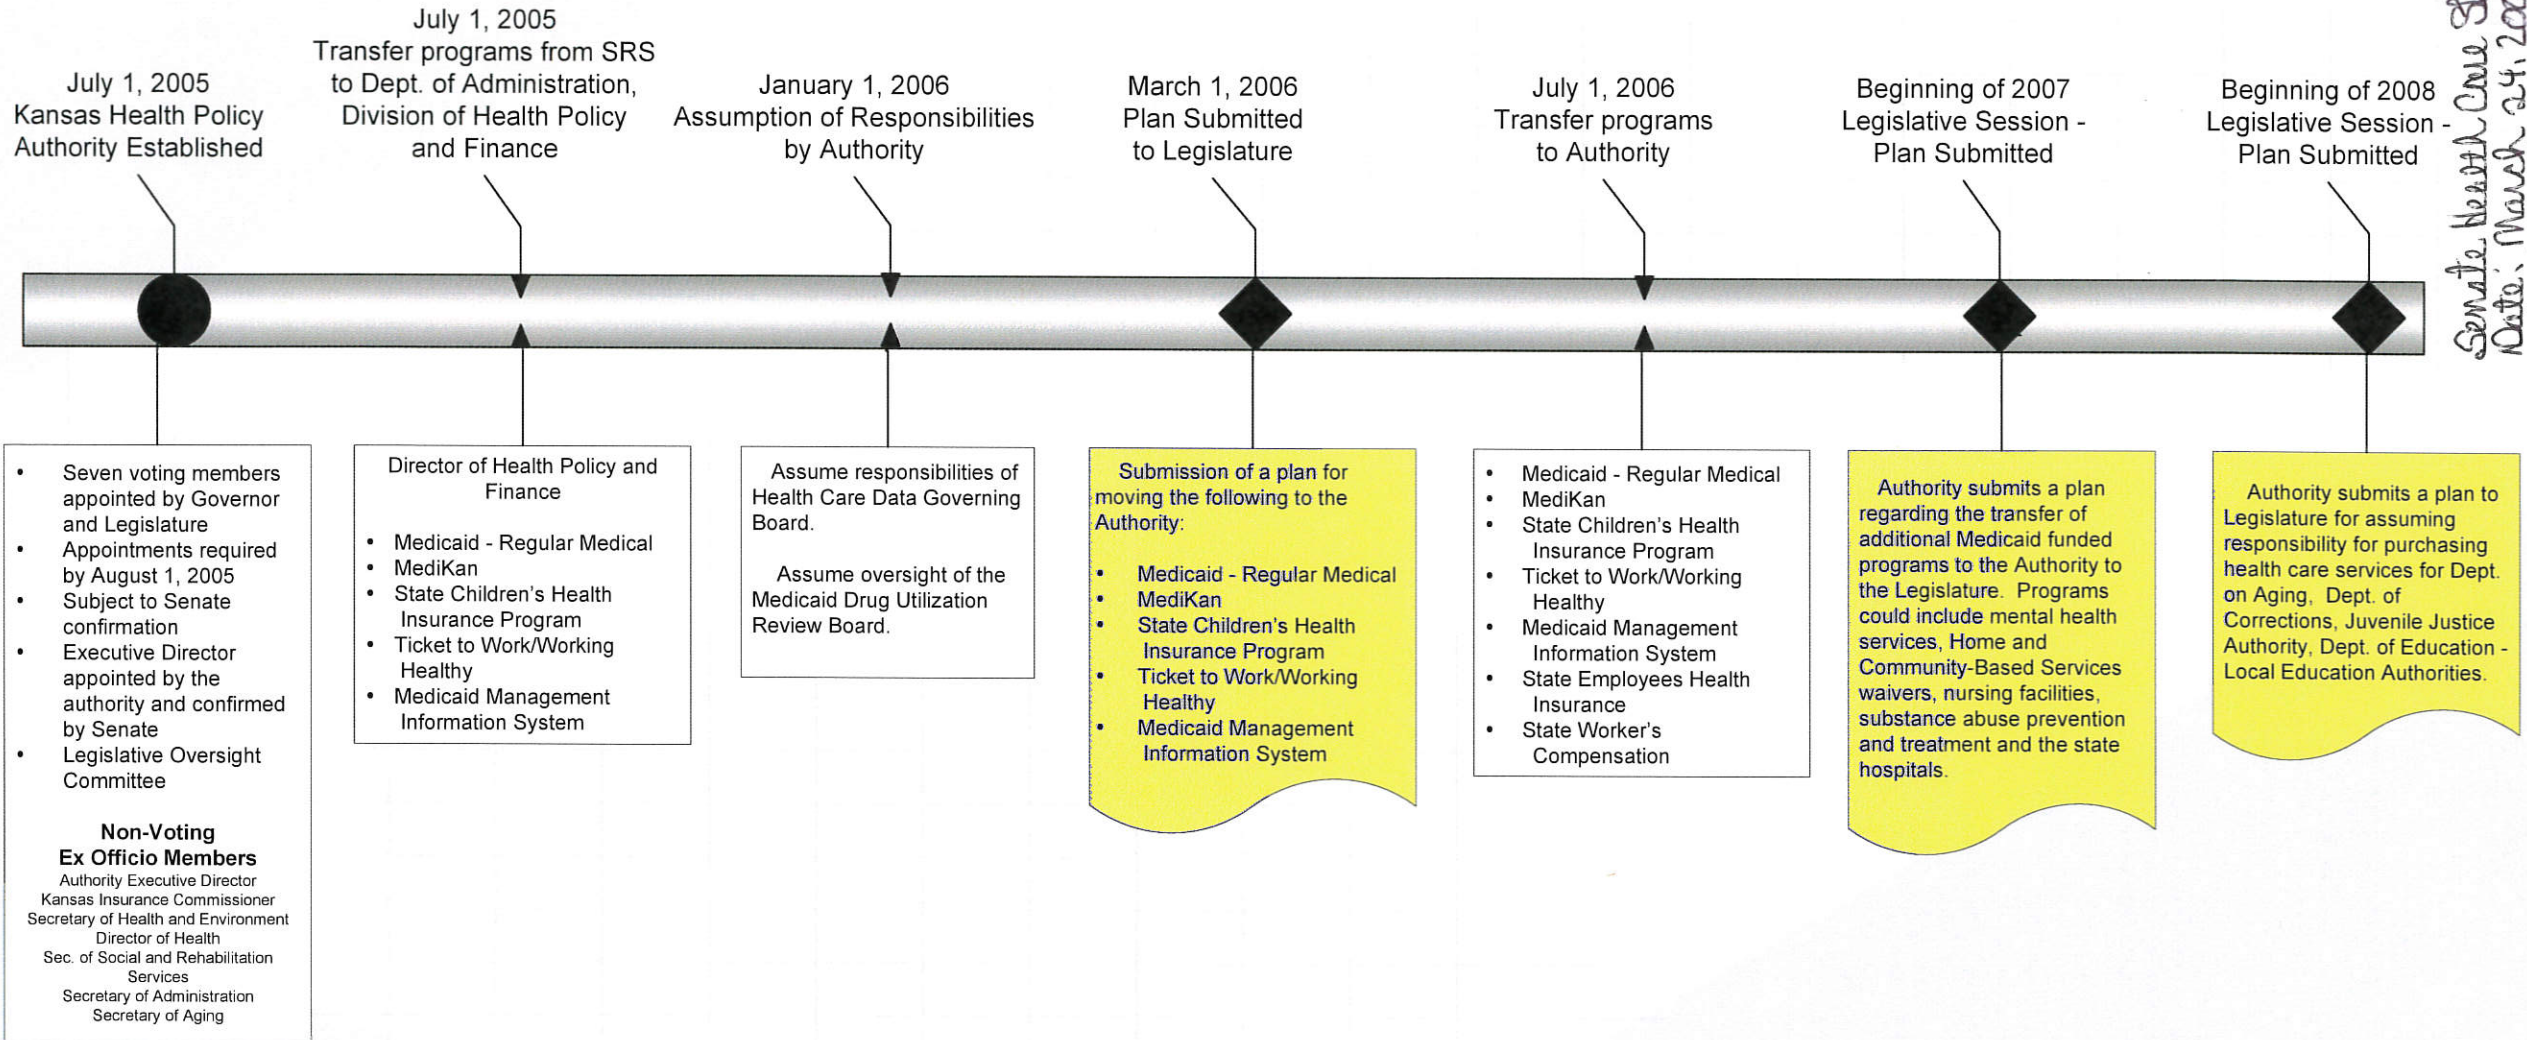 July 1, 2005
Kansas Health Policy
Authority Established
July 1, 2005
Transfer programs from SRS
to Dept. of Administration,
Division of Health Policy
and Finance
January 1, 2006
Assumption of Responsibilities
by Authority
March 1, 2006
Plan Submitted
to Legislature
July 1, 2006
Transfer programs
to Authority
Beginning of 2007
Legislative Session -
Plan Submitted
Beginning of 2008
Legislative Session -
Plan Submitted
Senate Health Care
Date: March 24,
• Seven voting members
appointed by Governor
and Legislature
• Appointments required
by August 1, 2005
• Subject to Senate
confirmation
• Executive Director
appointed by the
authority and confirmed
by Senate
• Legislative Oversight
Committee
Non-Voting
Ex Officio Members
Authority Executive Director
Kansas Insurance Commissioner
Secretary of Health and Environment
Director of Health
Sec. of Social and Rehabilitation
Services
Secretary of Administration
Secretary of Aging
Director of Health Policy and
Finance
• Medicaid - Regular Medical
• MediKan
• State Children's Health
Insurance Program
• Ticket to Work/Working
Healthy
• Medicaid Management
Information System
Assume responsibilities of
Health Care Data Governing
Board.
Assume oversight of the
Medicaid Drug Utilization
Review Board.
Submission of a plan for
moving the following to the
Authority:
• Medicaid - Regular Medical
• MediKan
• State Children's Health
Insurance Program
• Ticket to Work/Working
Healthy
• Medicaid Management
Information System
• Medicaid - Regular Medical
• MediKan
• State Children's Health
Insurance Program
• Ticket to Work/Working
Healthy
• Medicaid Management
Information System
• State Employees Health
Insurance
• State Worker's
Compensation
Authority submits a plan
regarding the transfer of
additional Medicaid funded
programs to the Authority to
the Legislature. Programs
could include mental health
services, Home and
Community-Based Services
waivers, nursing facilities,
substance abuse prevention
and treatment and the state
hospitals.
Authority submits a plan to
Legislature for assuming
responsibility for purchasing
health care services for Dept.
on Aging, Dept. of
Corrections, Juvenile Justice
Authority, Dept. of Education -
Local Education Authorities.